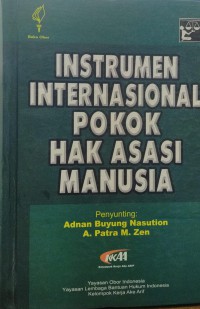 INSTRUMEN
INTERNASIONAL
POKOK
HAK ASASI
MANUSIA
Penyunting:
Adnan Buyung Nasution
A. Patra M. Zen
KK11
Yayasan Obor Indonesia
Yayasan Lembaga Bantuan Hukum Indonesia
Kelompok Kerja Ake Arif